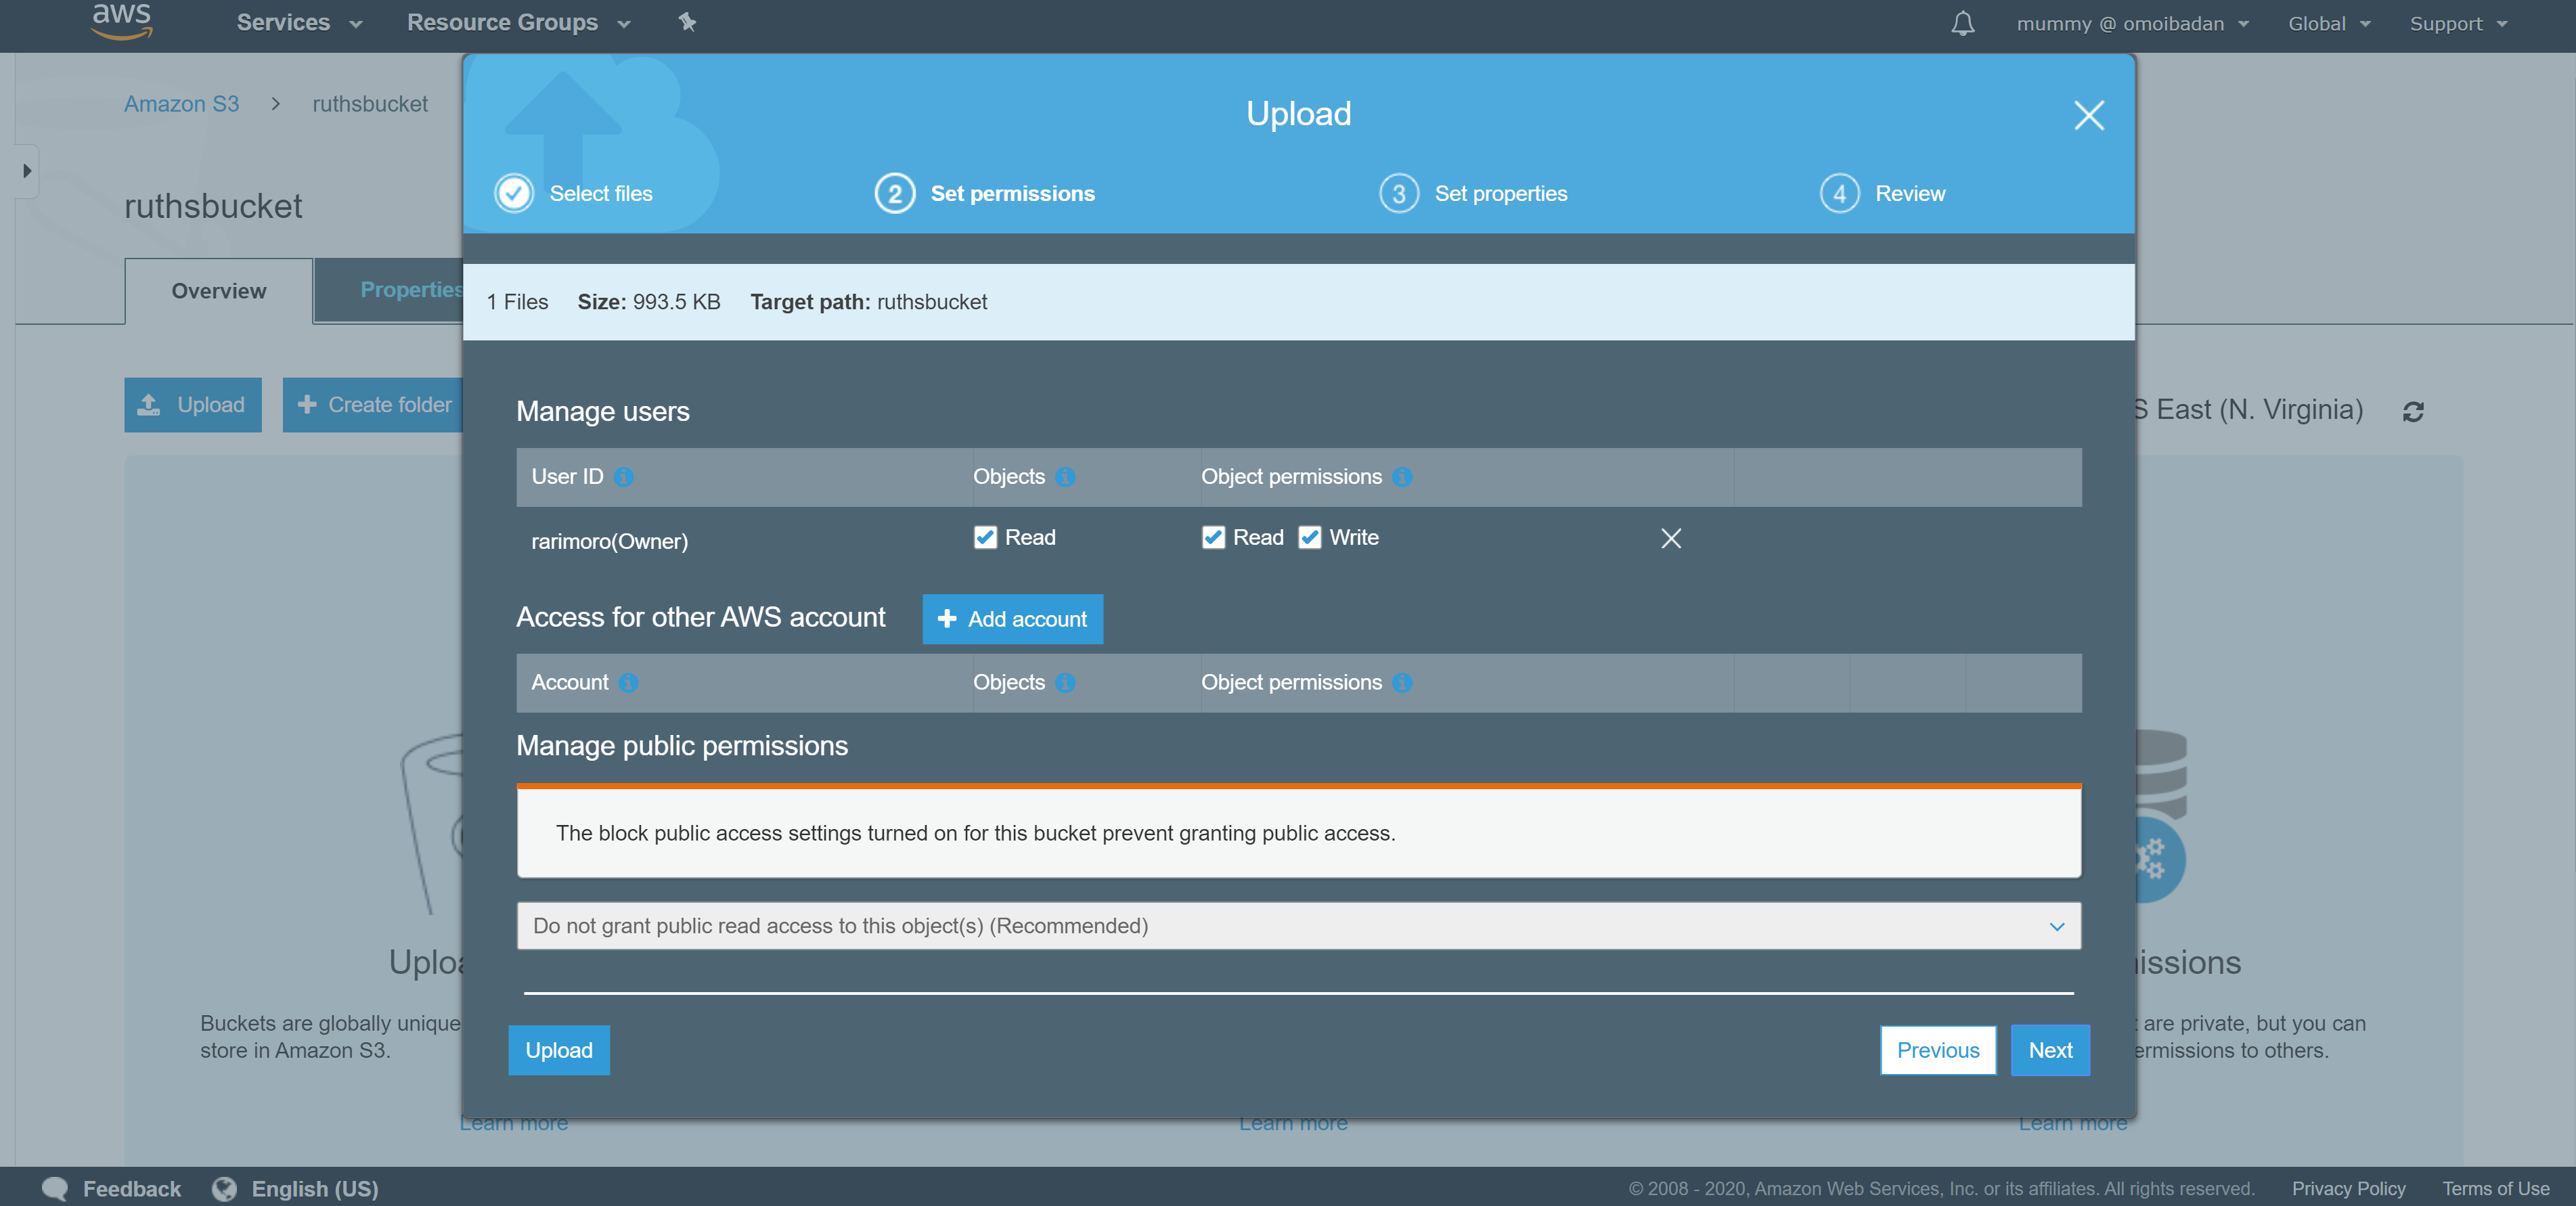 aws Services Resource Groups mummy @ omoibadan Global Support
Amazon S3 > ruthsbucket
ruthsbucket
Overview Properties
Upload Create folder
S East (N. Virginia)
Upload
Select files 2 Set permissions 3 Set properties 4 Review
1 Files Size: 993.5 KB Target path: ruthsbucket
Manage users
User ID Objects Object permissions
rarimoro(Owner) Read Read Write
Access for other AWS account Add account
Account Objects Object permissions
Manage public permissions
The block public access settings turned on for this bucket prevent granting public access.
Do not grant public read access to this object(s) (Recommended)
Upload Previous Next
Buckets are globally unique
store in Amazon S3.
are private, but you can
ermissions to others.
Learn more Learn more Learn more
Feedback English (US) © 2008 - 2020, Amazon Web Services, Inc. or its affiliates. All rights reserved. Privacy Policy Terms of Use